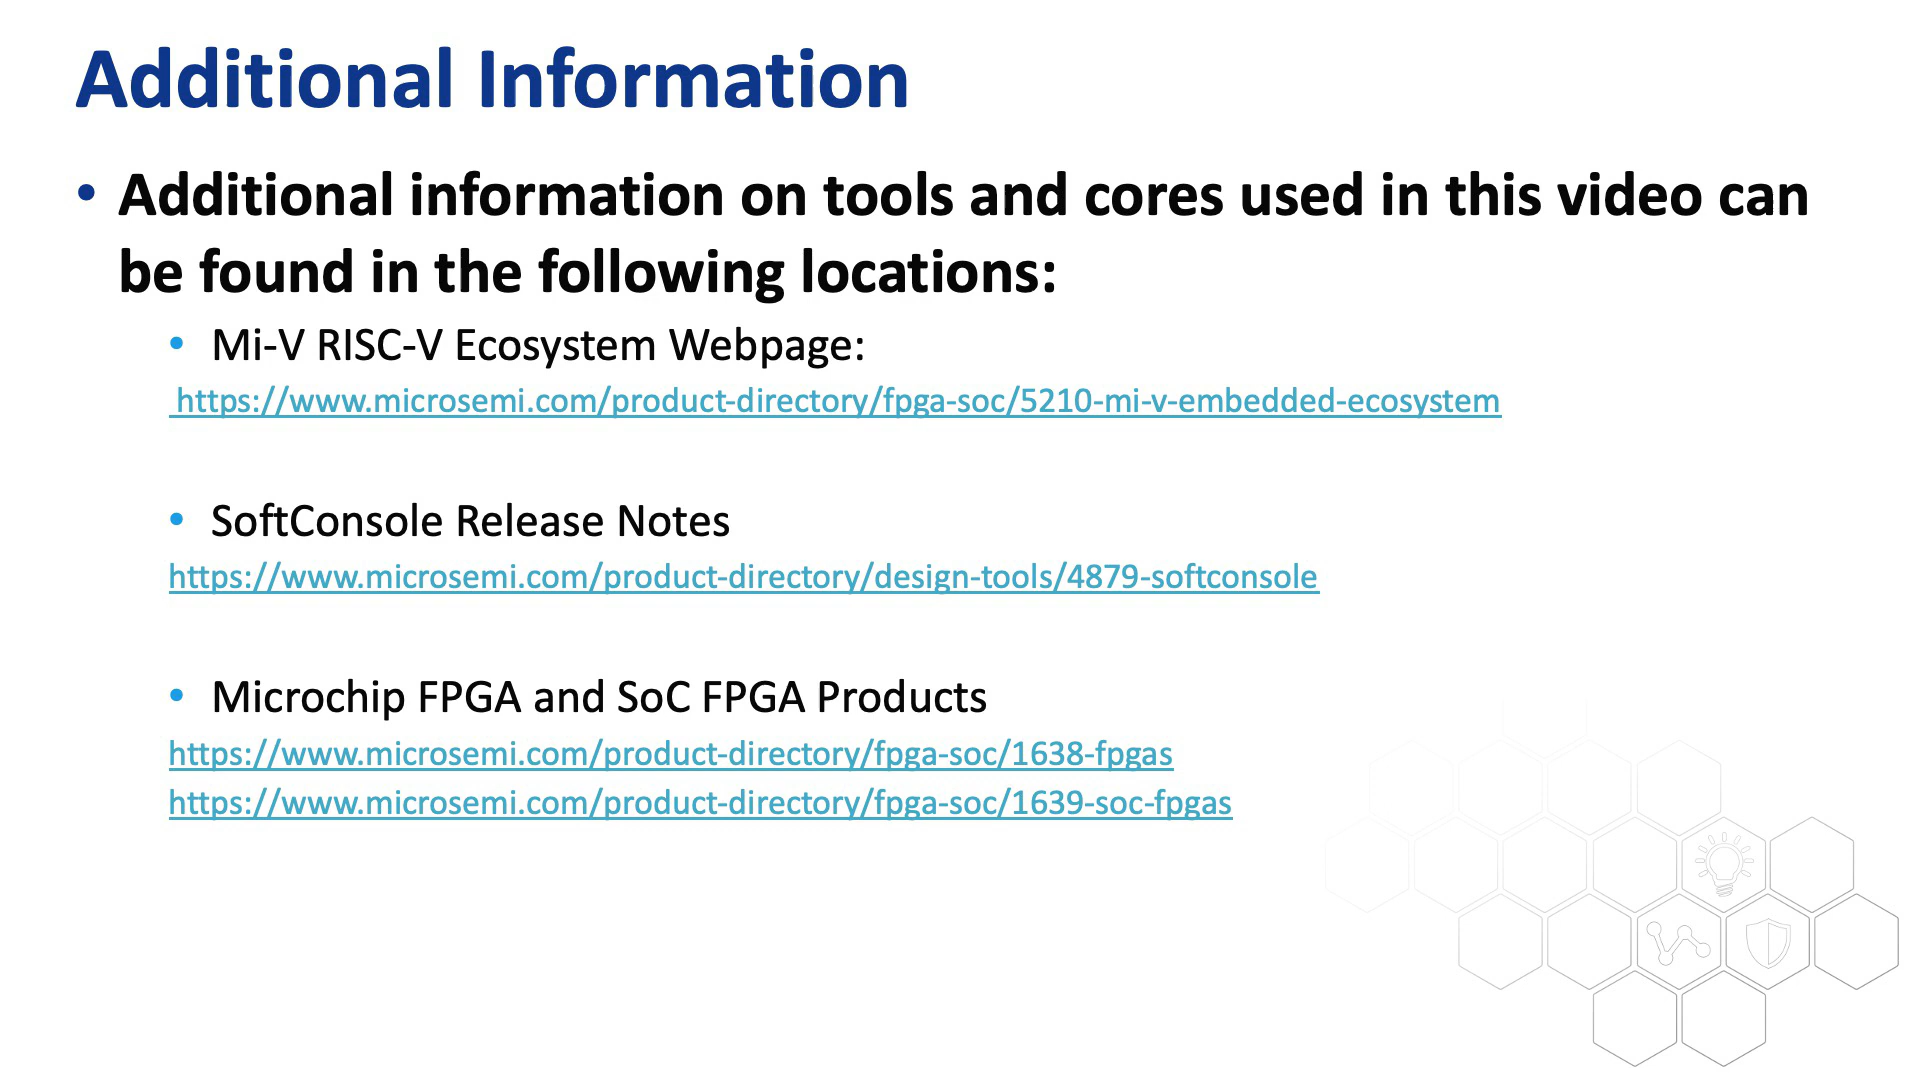 Additional Information
• Additional information on tools and cores used in this video can
be found in the following locations:
• Mi-V RISC-V Ecosystem Webpage:
https://www.microsemi.com/product-directory/fpga-soc/5210-mi-v-embedded-ecosystem
• SoftConsole Release Notes
https://www.microsemi.com/product-directory/design-tools/4879-softconsole
• Microchip FPGA and SoC FPGA Products
https://www.microsemi.com/product-directory/fpga-soc/1638-fpgas
https://www.microsemi.com/product-directory/fpga-soc/1639-soc-fpgas